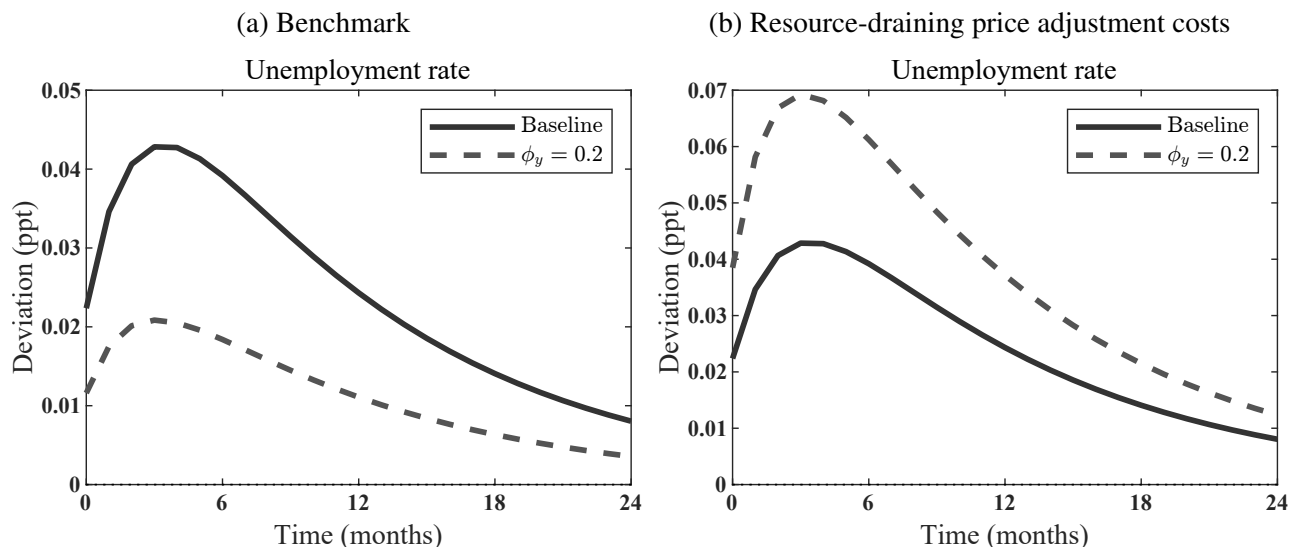 (a) Benchmark
Unemployment rate
0.05
0.04
0.03
0.02
0.01
0
Deviation (ppt)
Baseline
ϕ_y = 0.2
0 6 12 18 24
Time (months)
(b) Resource-draining price adjustment costs
Unemployment rate
0.07
0.06
0.05
0.04
0.03
0.02
0.01
0
Deviation (ppt)
Baseline
ϕ_y = 0.2
0 6 12 18 24
Time (months)